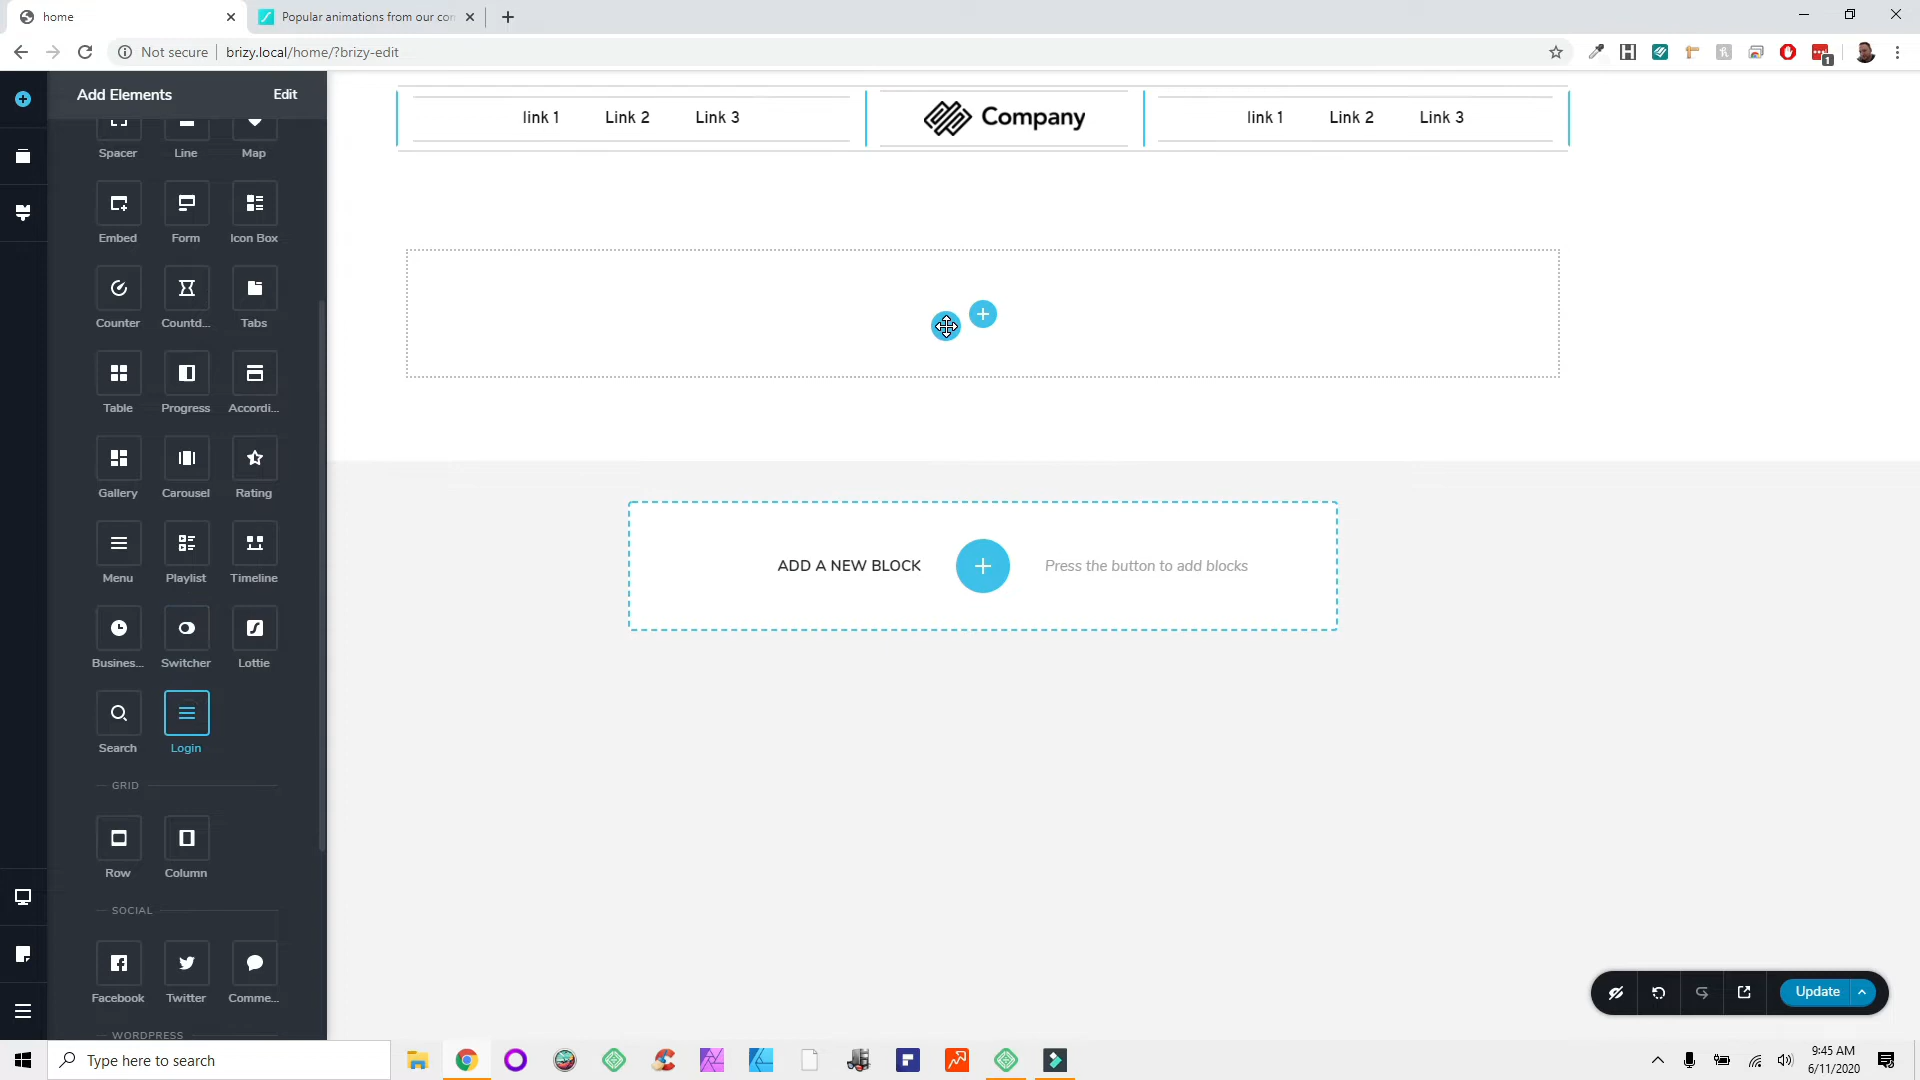 home
Popular animations from our con
Not secure
brizy.local/home/?brizy-edit
1
Add Elements
Edit
Spacer
Line
Map
Embed
Form
Icon Box
Counter
Countd...
Tabs
Table
Progress
Accordi...
Gallery
Carousel
Rating
Menu
Playlist
Timeline
Busines...
Switcher
Lottie
Search
Login
GRID
Row
Column
SOCIAL
Facebook
Twitter
Comme...
WORDPRESS
link 1
Link 2
Link 3
Company
link 1
Link 2
Link 3
ADD A NEW BLOCK
Press the button to add blocks
Update
Type here to search
9:45 AM
6/11/2020